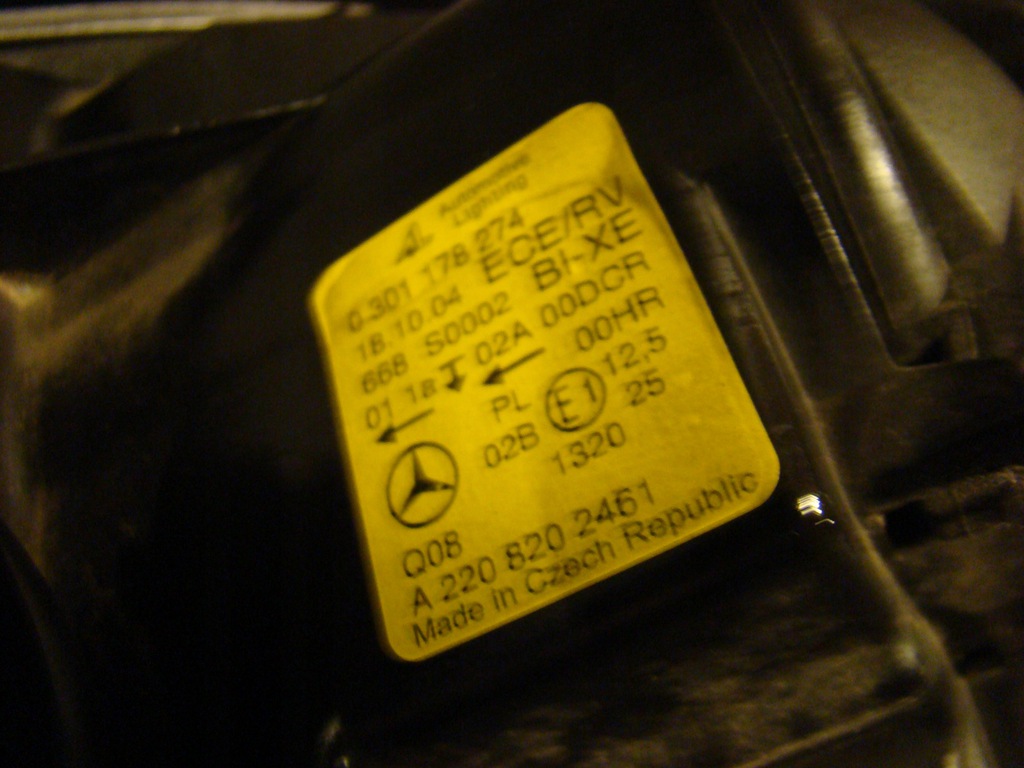 Automotive
Lighting
0 301 178 274
18.10.04 ECE/RV
668 S0002 BI-XE
01 1a 02A 00DCR
00HR
PL E1 12,5
02B 25
1320
Q08
A 220 820 2461
Made in Czech Republic